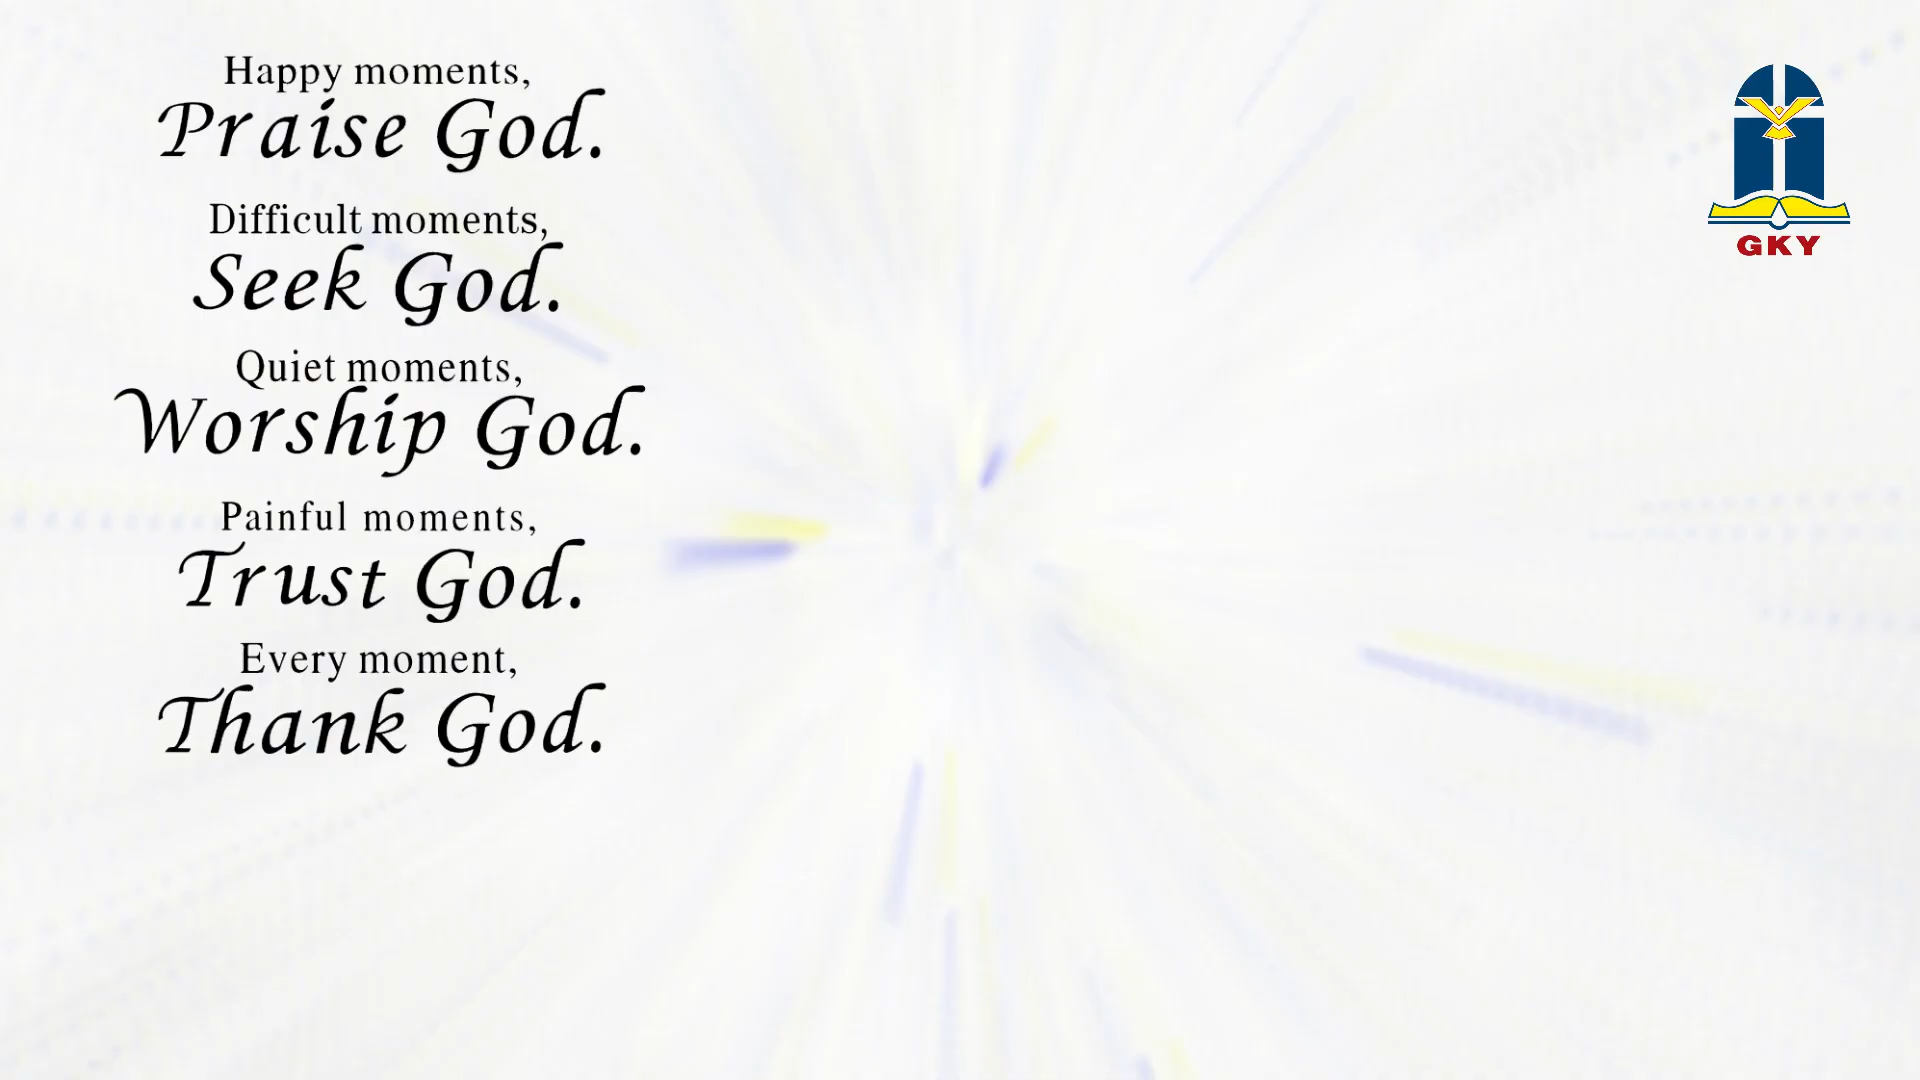 Happy moments,
Praise God.
Difficult moments,
Seek God.
Quiet moments,
Worship God.
Painful moments,
Trust God.
Every moment,
Thank God.
GKY